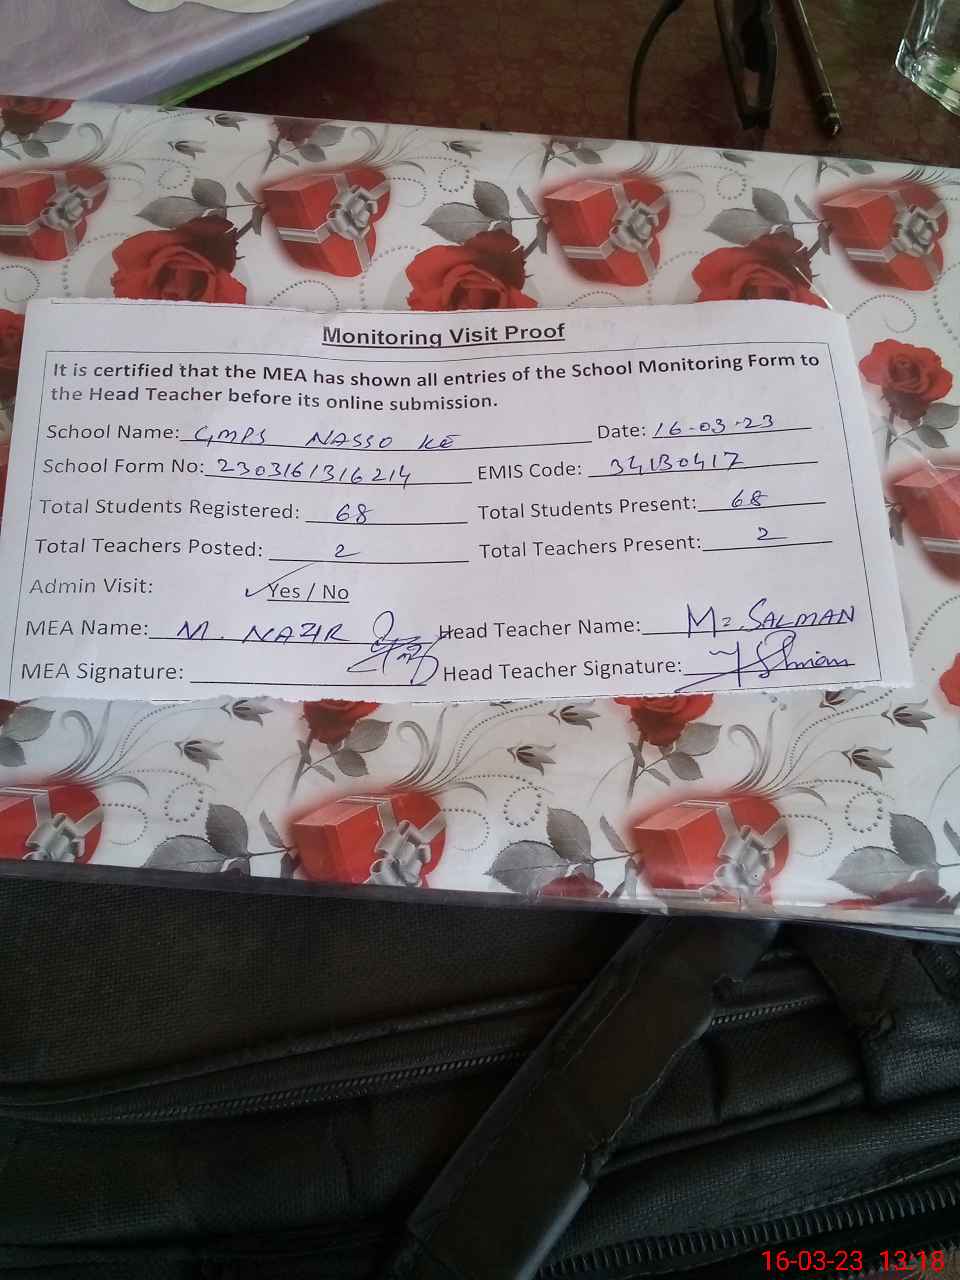 Monitoring Visit Proof
It is certified that the MEA has shown all entries of the School Monitoring Form to
the Head Teacher before its online submission.
School Name: GMPS NASSO KE Date: 16-03-23
School Form No: 2303161316214 EMIS Code: 34130417
Total Students Registered: 68 Total Students Present: 68
Total Teachers Posted: 2 Total Teachers Present: 2
Admin Visit: Yes / No
MEA Name: M. NAZIR Head Teacher Name: M. SALMAN
MEA Signature: Head Teacher Signature:
16-03-23 13:18